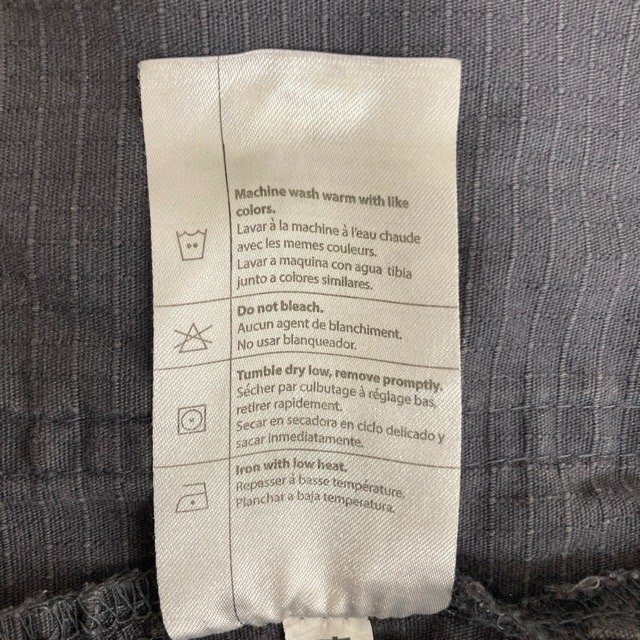 Machine wash warm with like
colors.
Lavar à la machine à l'eau chaude
avec les memes couleurs.
Lavar a maquina con agua tibia
junto a colores similares.
Do not bleach.
Aucun agent de blanchiment.
No usar blanqueador.
Tumble dry low, remove promptly.
Sécher par culbutage à réglage bas,
retirer rapidement.
Secar en secadora en ciclo delicado y
sacar inmediatamente.
Iron with low heat.
Repasser à basse température.
Planchar a baja temperatura.